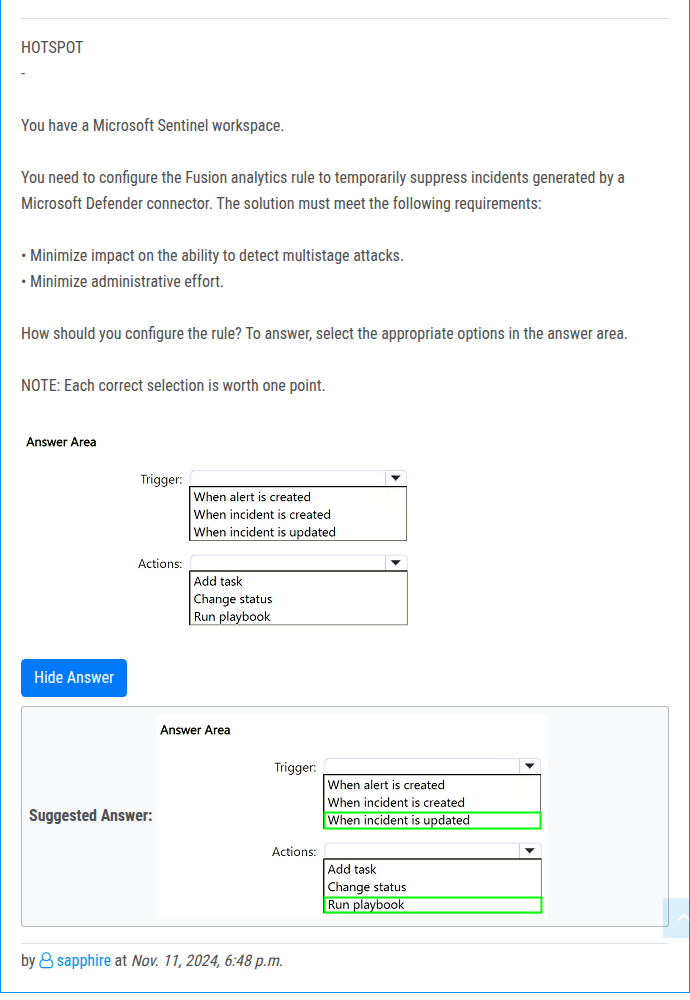 HOTSPOT
-
You have a Microsoft Sentinel workspace.
You need to configure the Fusion analytics rule to temporarily suppress incidents generated by a
Microsoft Defender connector. The solution must meet the following requirements:
• Minimize impact on the ability to detect multistage attacks.
• Minimize administrative effort.
How should you configure the rule? To answer, select the appropriate options in the answer area.
NOTE: Each correct selection is worth one point.
Answer Area
Trigger:
When alert is created
When incident is created
When incident is updated
Actions:
Add task
Change status
Run playbook
Hide Answer
Suggested Answer:
Answer Area
Trigger:
When alert is created
When incident is created
When incident is updated
Actions:
Add task
Change status
Run playbook
by sapphire at Nov. 11, 2024, 6:48 p.m.